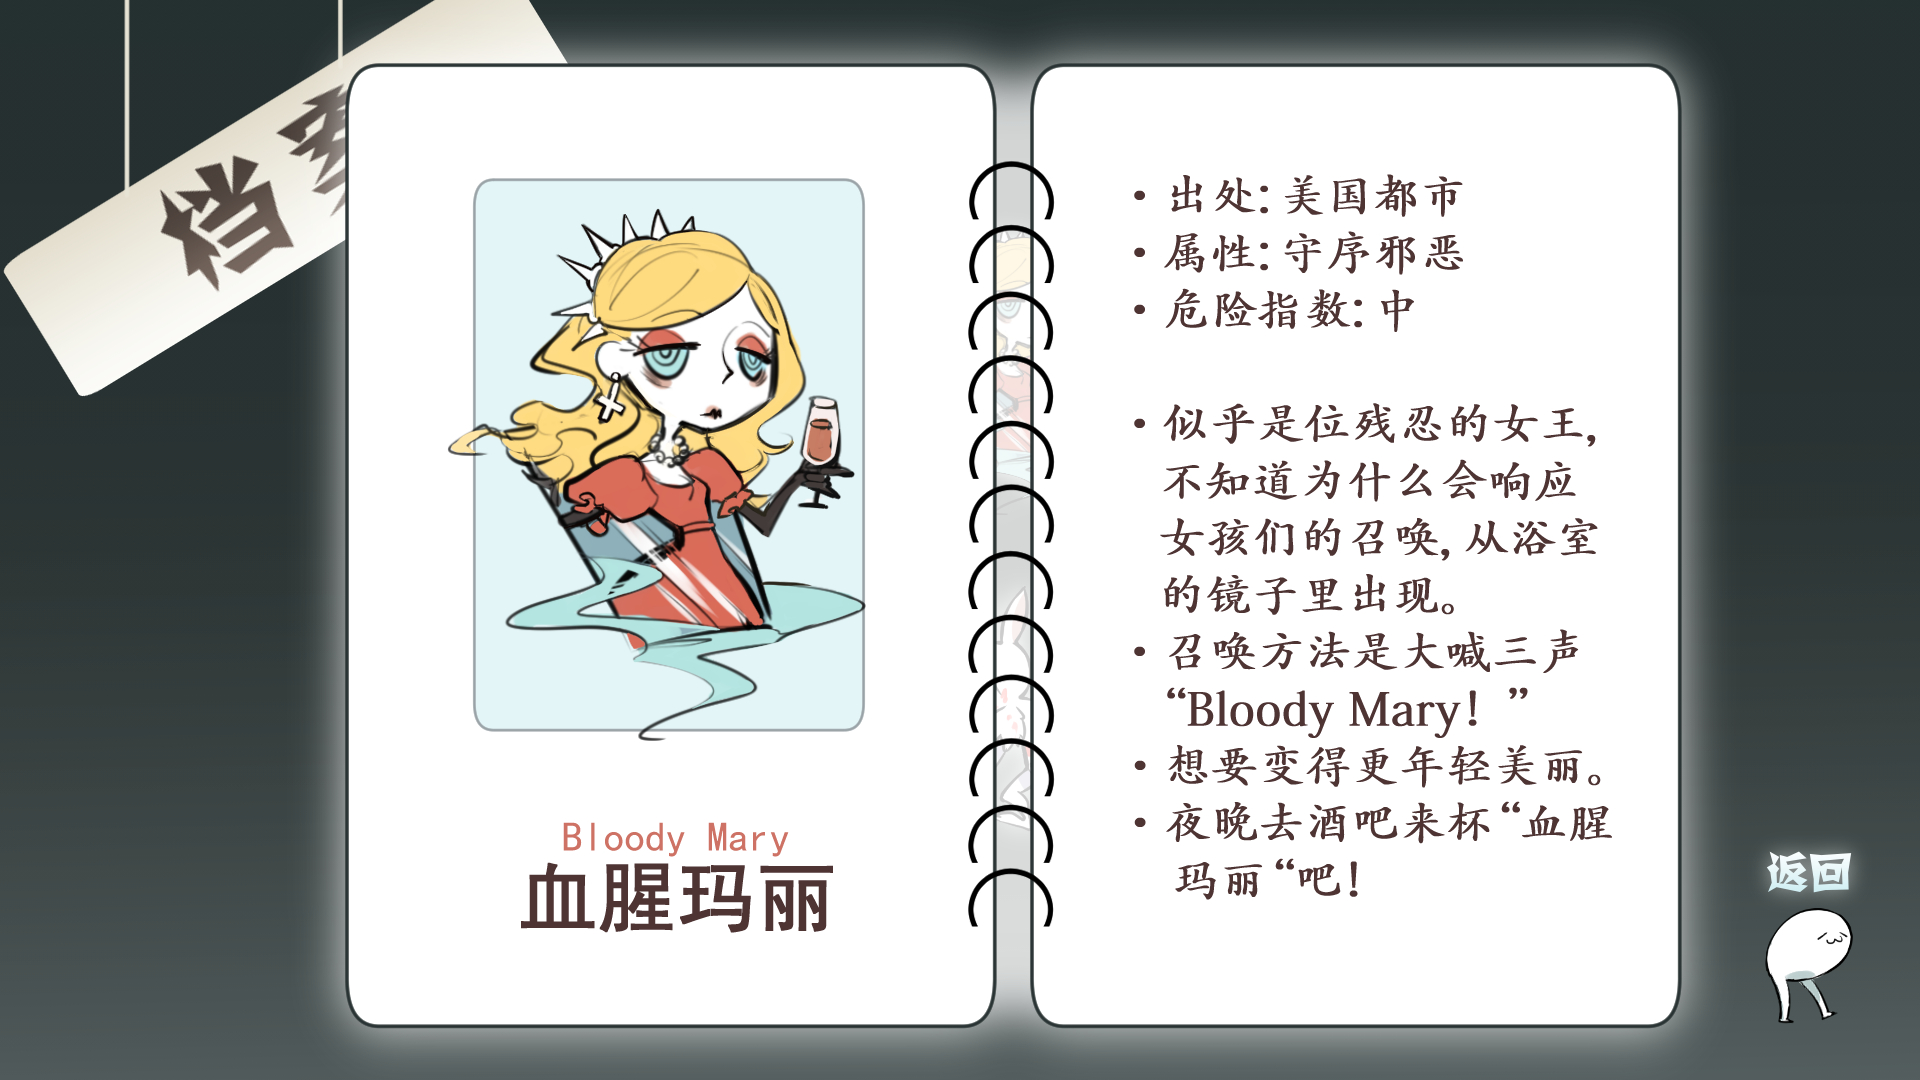 档案
Bloody Mary
血腥玛丽
• 出处：美国都市
• 属性：守序邪恶
• 危险指数：中
• 似乎是位残忍的女王，
不知道为什么会响应
女孩们的召唤，从浴室
的镜子里出现。
• 召唤方法是大喊三声
“Bloody Mary！”
• 想要变得更年轻美丽。
• 夜晚去酒吧来杯“血腥
玛丽“吧！
返回